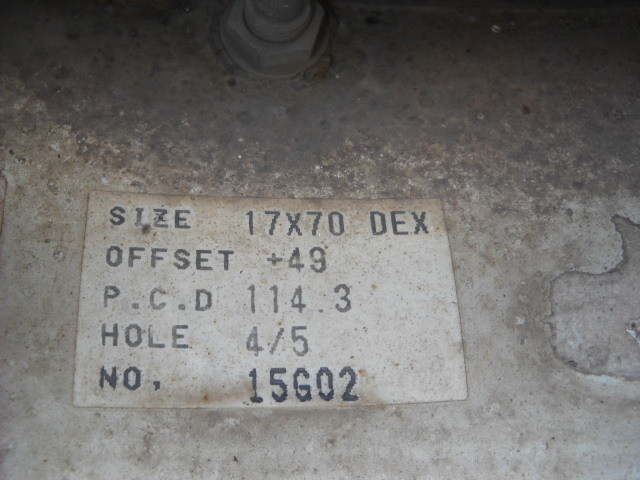 SIZE 17X70 DEX
OFFSET +49
P.C.D 114.3
HOLE 4/5
NO, 15G02